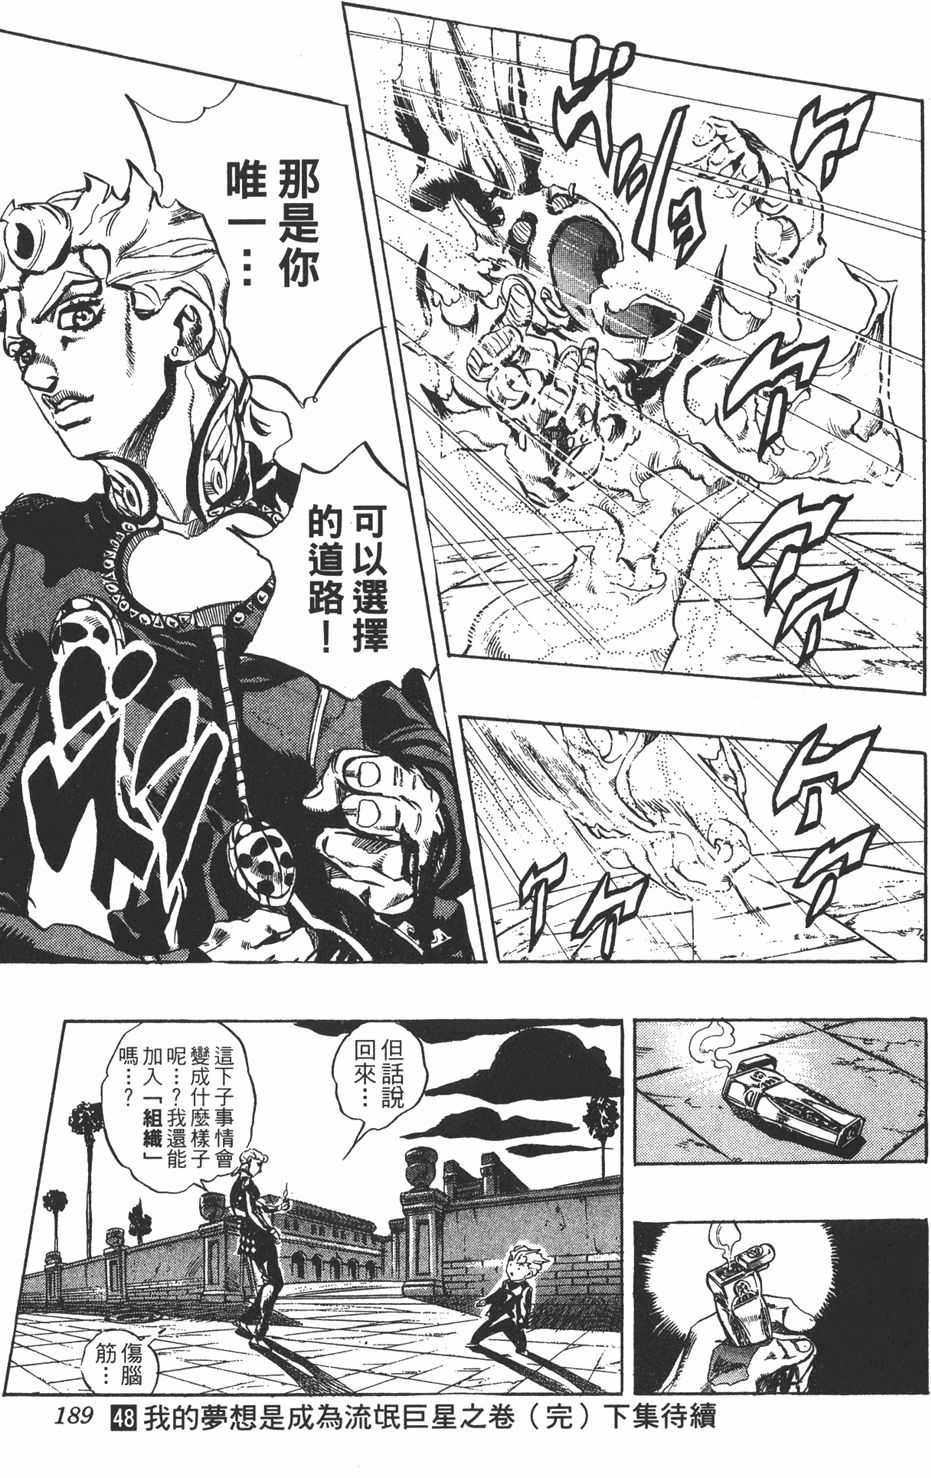 那是你
唯一…
可以選擇
的道路！
但話說
回來…
這下子事情會
變成什麼樣子
呢…？我還能
加入「組織」
嗎…？
傷腦
筋…
189 48 我的夢想是成為流氓巨星之卷（完）下集待續